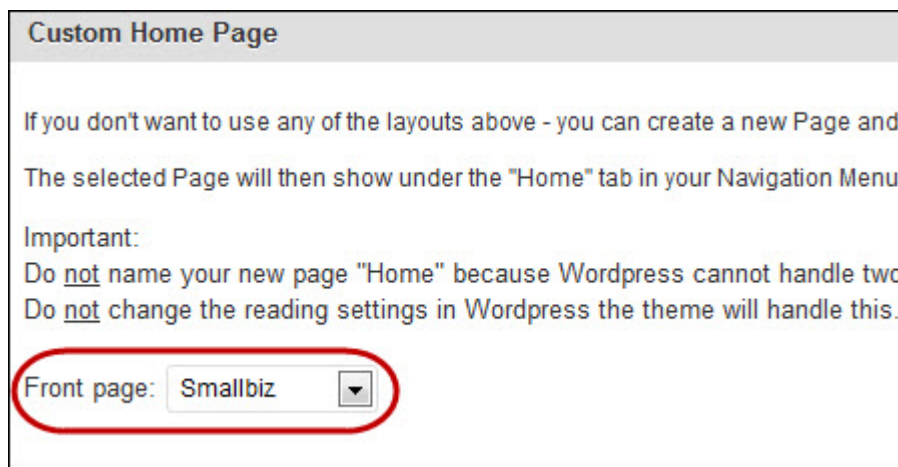 Custom Home Page
If you don't want to use any of the layouts above - you can create a new Page and
The selected Page will then show under the "Home" tab in your Navigation Menu
Important:
Do not name your new page "Home" because Wordpress cannot handle two
Do not change the reading settings in Wordpress the theme will handle this.
Front page: Smallbiz